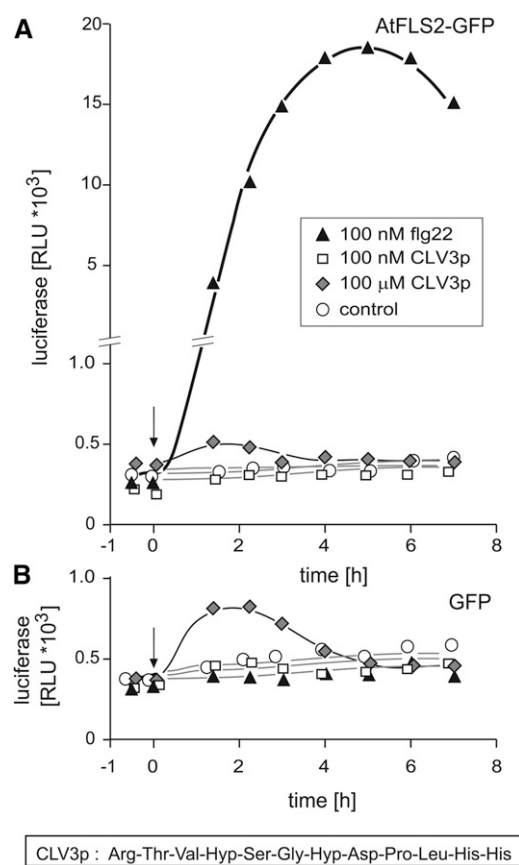 A
AtFLS2-GFP
luciferase [RLU *10³]
20
15
10
5
1.0
0.5
0
▲ 100 nM flg22
□ 100 nM CLV3p
◆ 100 μM CLV3p
○ control
-1 0 2 4 6 8
time [h]
B
GFP
luciferase
[RLU *10³]
1.0
0.5
0
-1 0 2 4 6 8
time [h]
CLV3p : Arg-Thr-Val-Hyp-Ser-Gly-Hyp-Asp-Pro-Leu-His-His